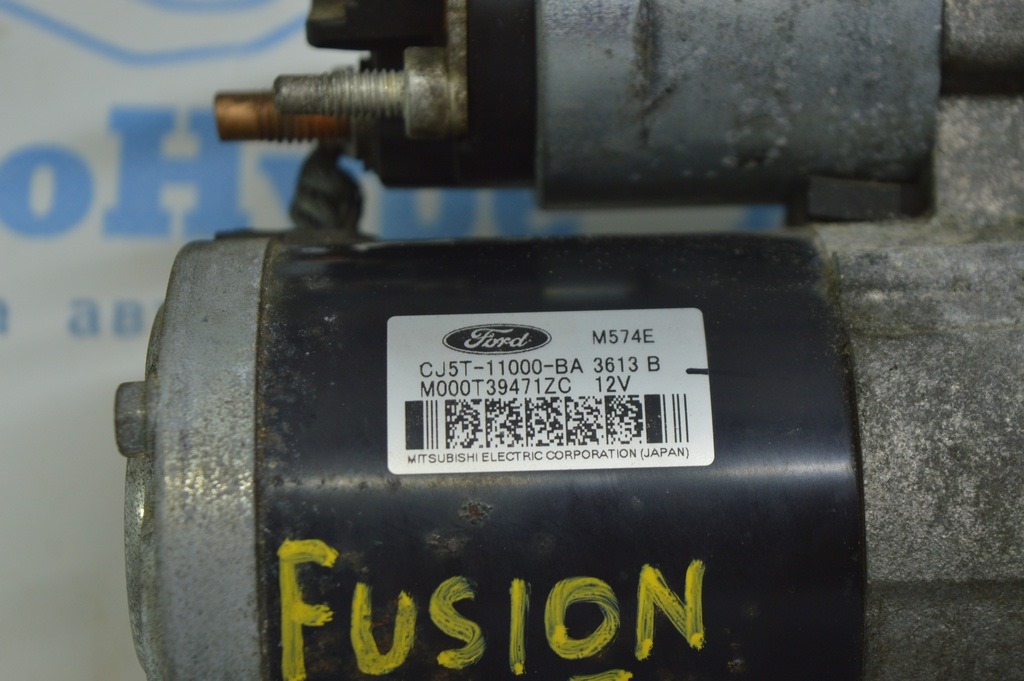 Ford M574E
CJ5T-11000-BA 3613 B
M000T39471ZC 12V
MITSUBISHI ELECTRIC CORPORATION (JAPAN)
FUSION